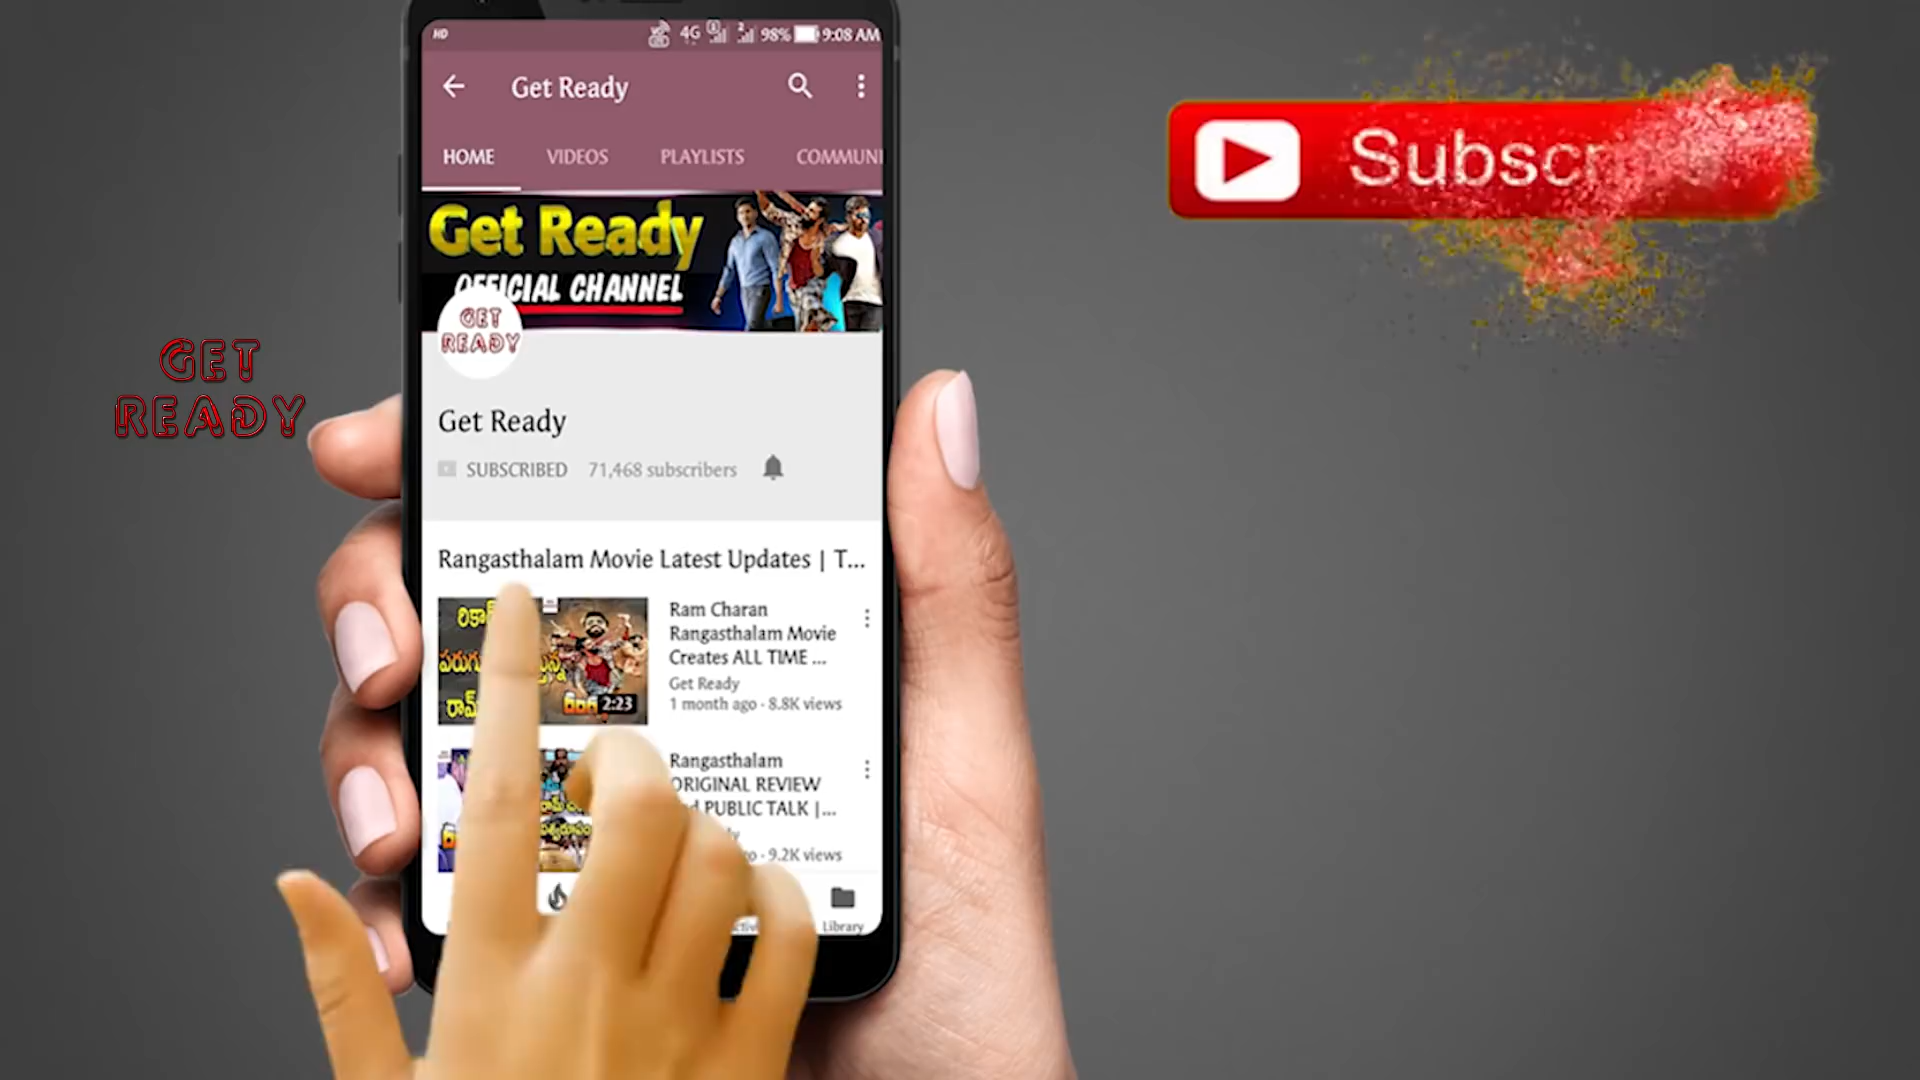 HD
4G
98%
9:08 AM
Get Ready
HOME
VIDEOS
PLAYLISTS
COMMUNI
Get Ready
OFFICIAL CHANNEL
GET
READY
GET
READY
Subscr
Get Ready
SUBSCRIBED
71,468 subscribers
Rangasthalam Movie Latest Updates | T...
2:23
Ram Charan
Rangasthalam Movie
Creates ALL TIME ...
Get Ready
1 month ago · 8.8K views
Rangasthalam
ORIGINAL REVIEW
PUBLIC TALK |...
9.2K views
Library